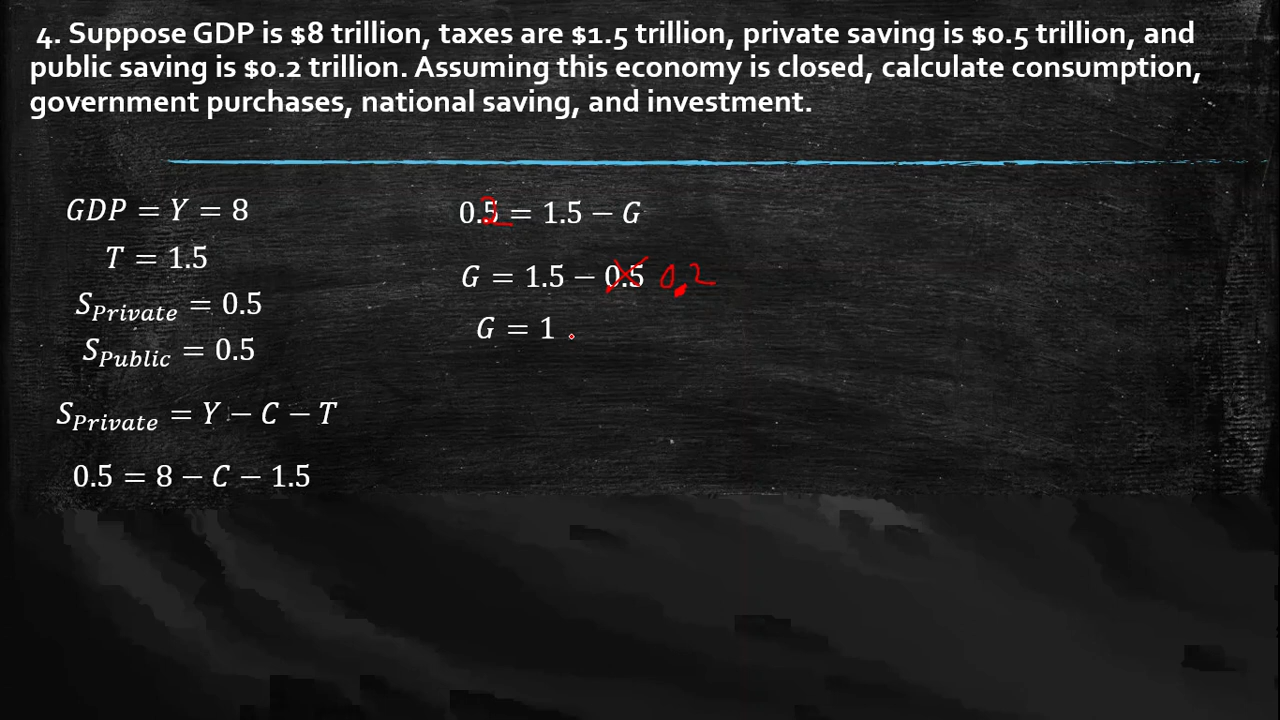 4. Suppose GDP is $8 trillion, taxes are $1.5 trillion, private saving is $0.5 trillion, and
public saving is $0.2 trillion. Assuming this economy is closed, calculate consumption,
government purchases, national saving, and investment.
GDP = Y = 8
T = 1.5
S_Private = 0.5
S_Public = 0.5
S_Private = Y − C − T
0.5 = 8 − C − 1.5
0.5 2 = 1.5 − G
G = 1.5 − 0.5 0.2
G = 1